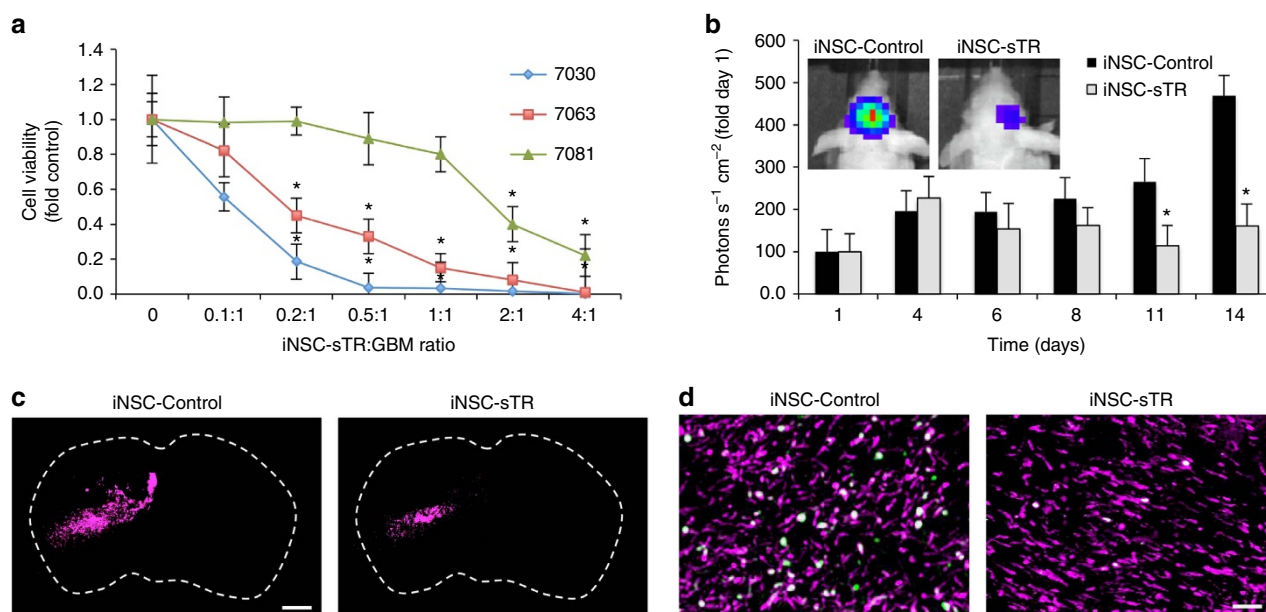 a
Cell viability
(fold control)
1.4
1.2
1.0
0.8
0.6
0.4
0.2
0.0
7030
7063
7081
*
*
*
*
*
*
*
*
*
*
0
0.1:1
0.2:1
0.5:1
1:1
2:1
4:1
iNSC-sTR:GBM ratio
b
Photons s⁻¹ cm⁻² (fold day 1)
600
500
400
300
200
100
0.0
iNSC-Control
iNSC-sTR
iNSC-Control
iNSC-sTR
*
*
1
4
6
8
11
14
Time (days)
c
iNSC-Control
iNSC-sTR
d
iNSC-Control
iNSC-sTR